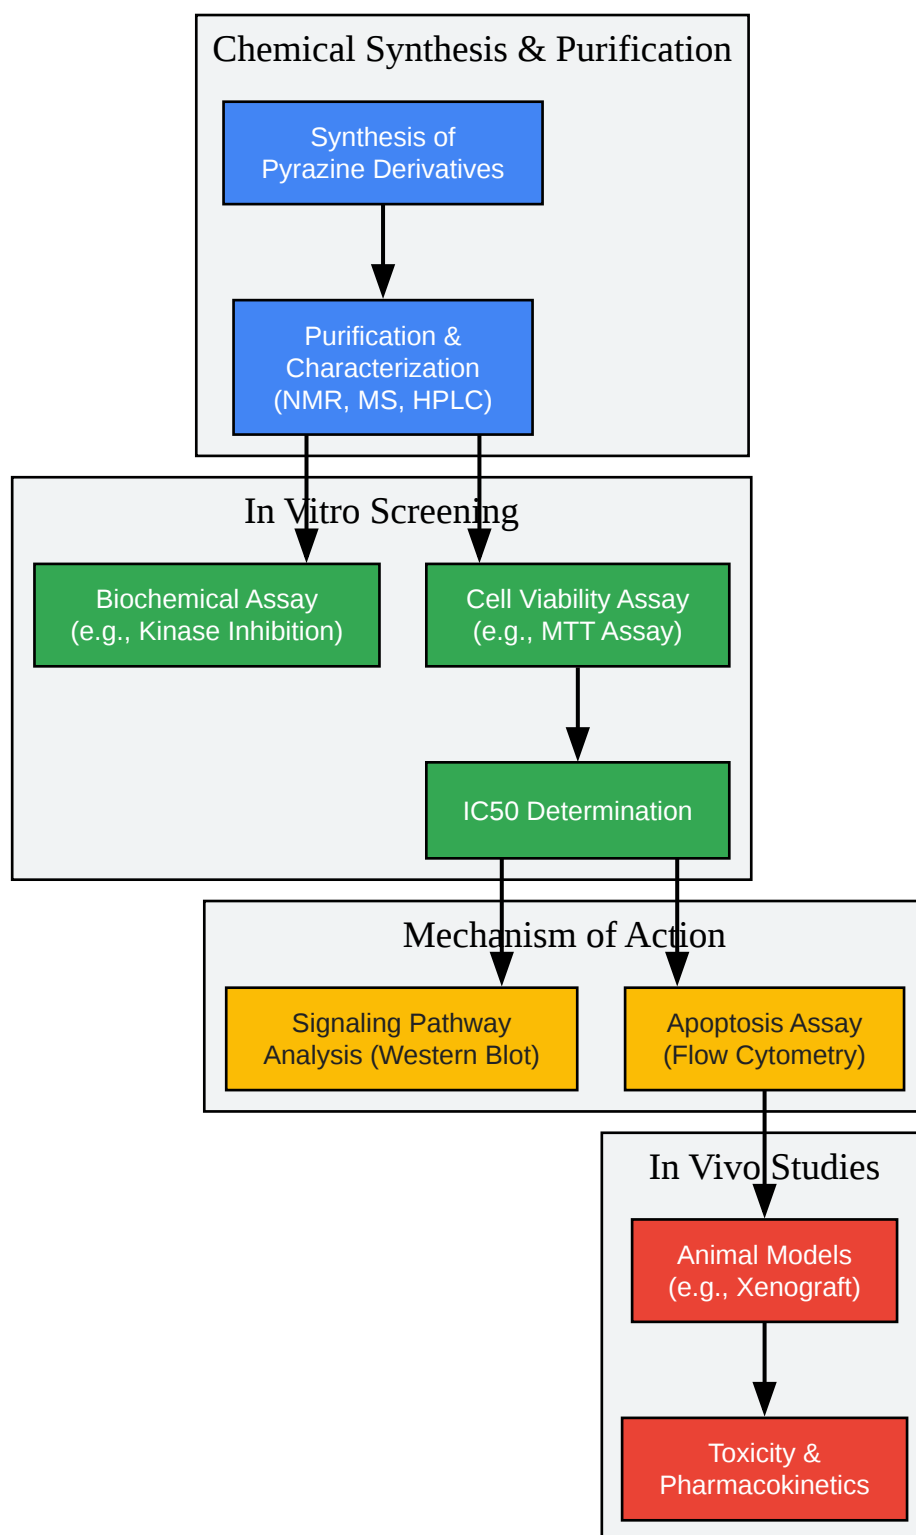 Chemical Synthesis & Purification
Synthesis of
Pyrazine Derivatives
Purification &
Characterization
(NMR, MS, HPLC)
In Vitro Screening
Biochemical Assay
(e.g., Kinase Inhibition)
Cell Viability Assay
(e.g., MTT Assay)
IC50 Determination
Mechanism of Action
Signaling Pathway
Analysis (Western Blot)
Apoptosis Assay
(Flow Cytometry)
In Vivo Studies
Animal Models
(e.g., Xenograft)
Toxicity &
Pharmacokinetics